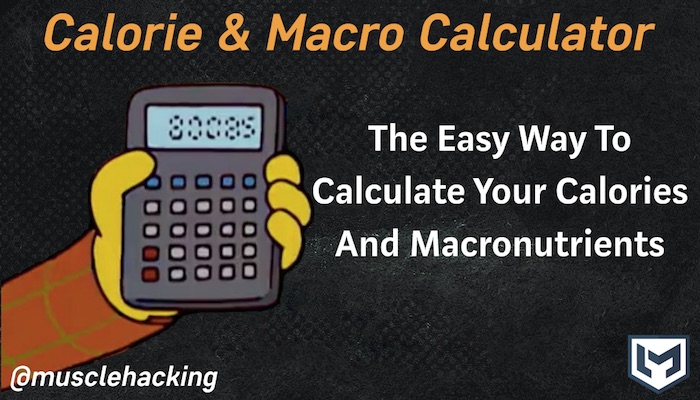 Calorie & Macro Calculator
80085
The Easy Way To
Calculate Your Calories
And Macronutrients
@musclehacking